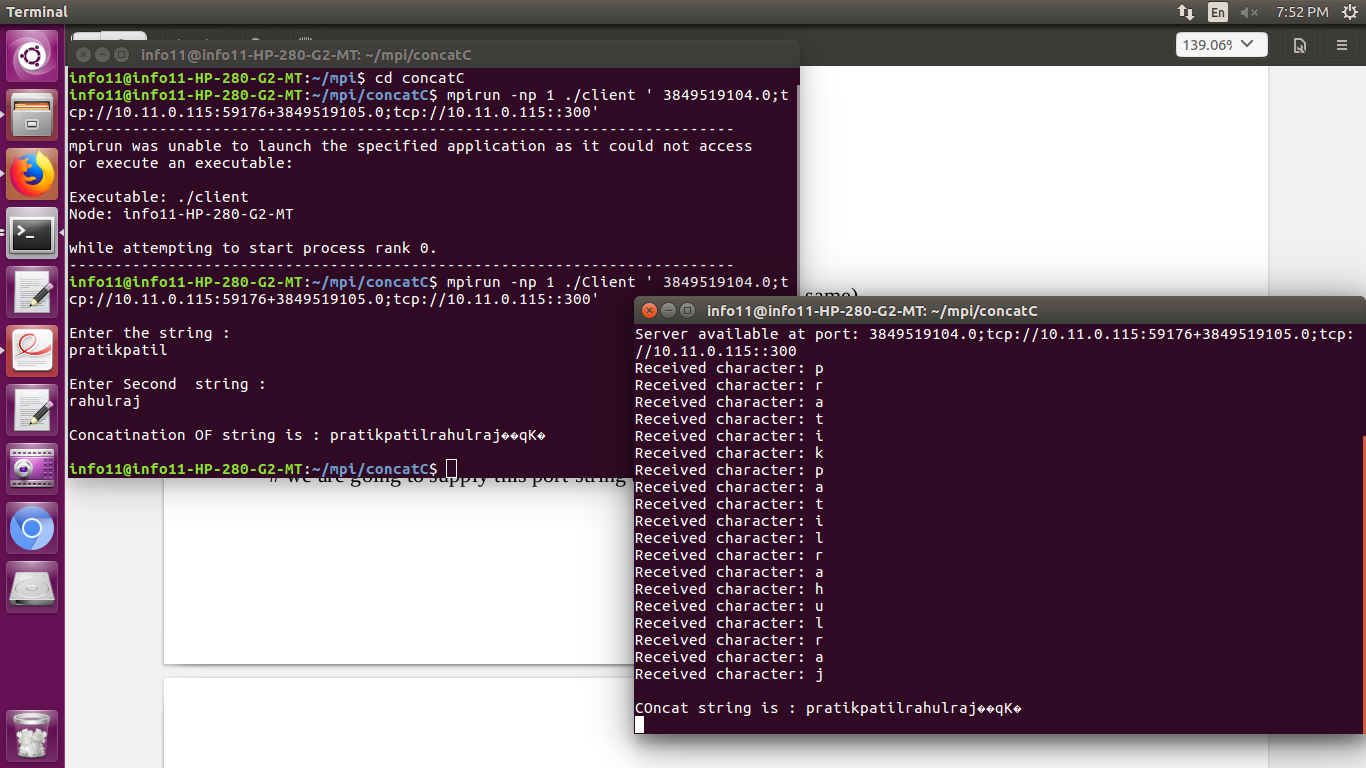 Terminal
En
7:52 PM
139.06%
info11@info11-HP-280-G2-MT: ~/mpi/concatC
info11@info11-HP-280-G2-MT:~/mpi$ cd concatC
info11@info11-HP-280-G2-MT:~/mpi/concatC$ mpirun -np 1 ./client ' 3849519104.0;t
cp://10.11.0.115:59176+3849519105.0;tcp://10.11.0.115::300'
--------------------------------------------------------------------------
mpirun was unable to launch the specified application as it could not access
or execute an executable:
Executable: ./client
Node: info11-HP-280-G2-MT
while attempting to start process rank 0.
--------------------------------------------------------------------------
info11@info11-HP-280-G2-MT:~/mpi/concatC$ mpirun -np 1 ./Client ' 3849519104.0;t
cp://10.11.0.115:59176+3849519105.0;tcp://10.11.0.115::300'
Enter the string :
pratikpatil
Enter Second  string :
rahulraj
Concatination OF string is : pratikpatilrahulraj��qK�
info11@info11-HP-280-G2-MT:~/mpi/concatC$
same)
# we are going to supply this port string
info11@info11-HP-280-G2-MT: ~/mpi/concatC
Server available at port: 3849519104.0;tcp://10.11.0.115:59176+3849519105.0;tcp:
//10.11.0.115::300
Received character: p
Received character: r
Received character: a
Received character: t
Received character: i
Received character: k
Received character: p
Received character: a
Received character: t
Received character: i
Received character: l
Received character: r
Received character: a
Received character: h
Received character: u
Received character: l
Received character: r
Received character: a
Received character: j
COncat string is : pratikpatilrahulraj��qK�